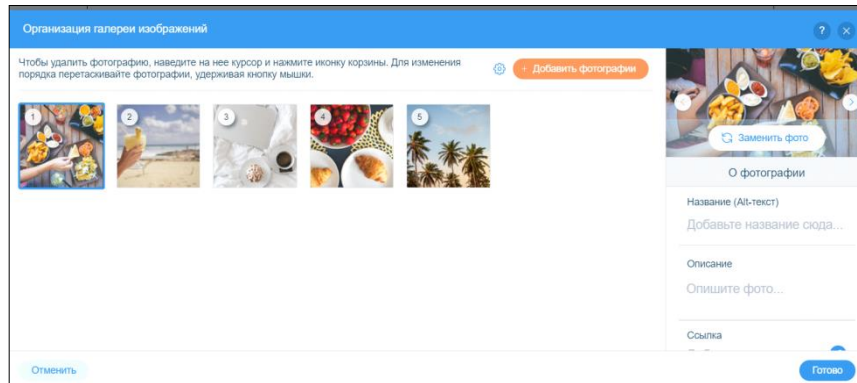 Организация галереи изображений
?
Чтобы удалить фотографию, наведите на нее курсор и нажмите иконку корзины. Для изменения
порядка перетаскивайте фотографии, удерживая кнопку мышки.
+ Добавить фотографии
1
2
3
4
5
Заменить фото
О фотографии
Название (Alt-текст)
Добавьте название сюда...
Описание
Опишите фото...
Ссылка
Отменить
Готово